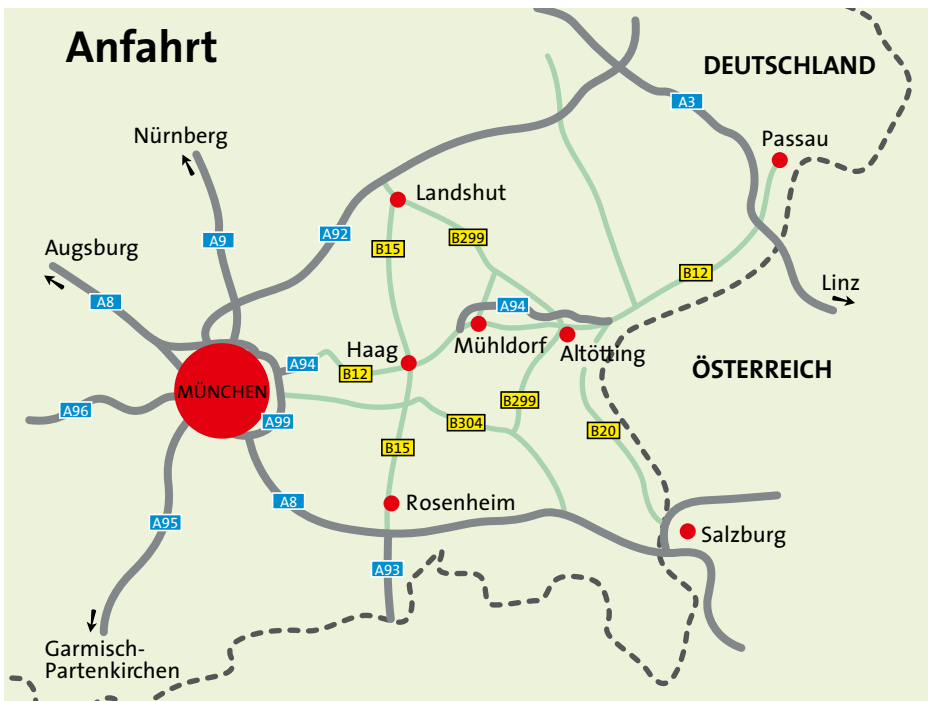 Anfahrt
DEUTSCHLAND
A3
Nürnberg
Passau
Landshut
A92
B299
A9
B15
Augsburg
B12
Linz
A8
A94
Mühldorf
Haag
Altötting
A94
B12
ÖSTERREICH
MÜNCHEN
B299
A96
A99
B304
B20
B15
A8
Rosenheim
A95
Salzburg
A93
Garmisch-
Partenkirchen